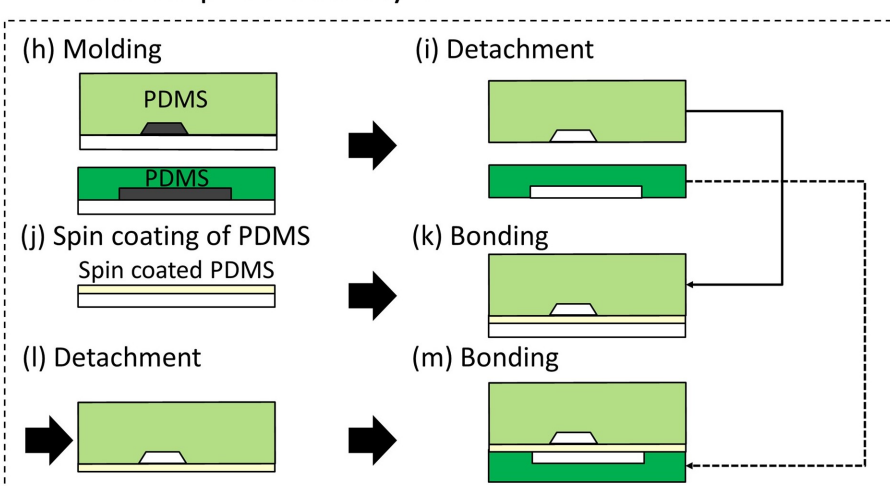 (h) Molding
(i) Detachment
PDMS
PDMS
(j) Spin coating of PDMS
(k) Bonding
Spin coated PDMS
(l) Detachment
(m) Bonding